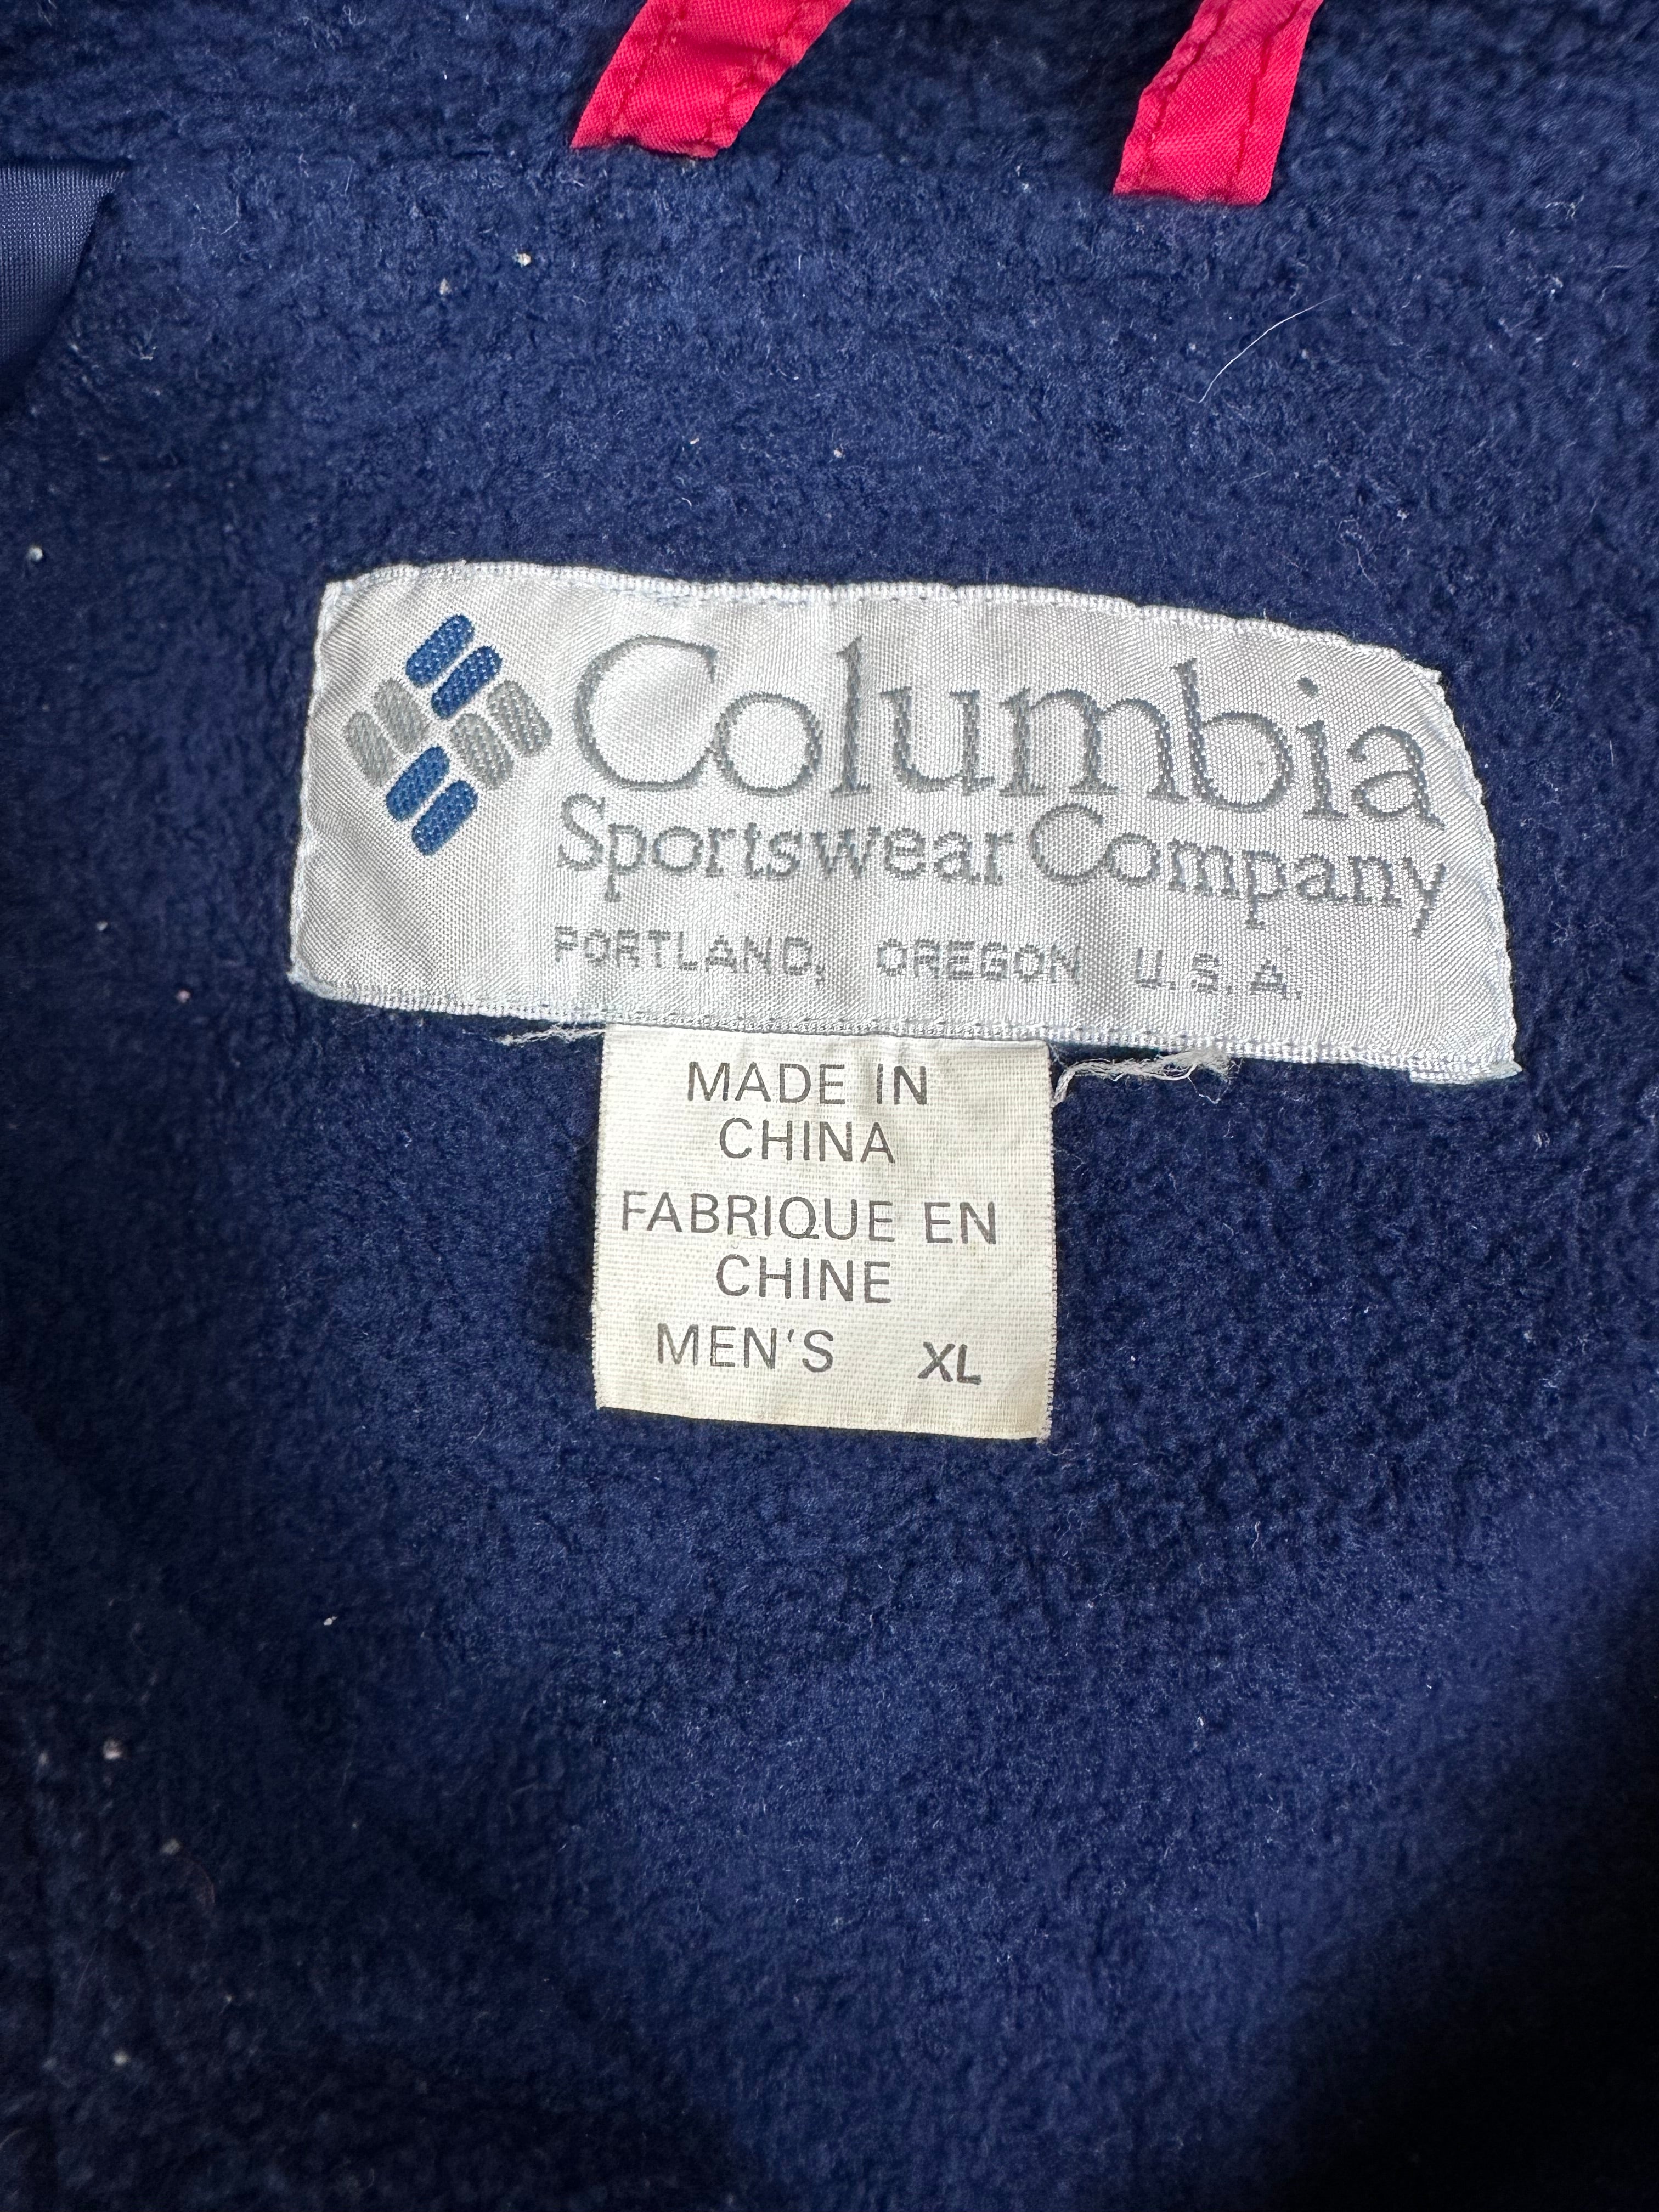 Columbia
Sportswear Company
PORTLAND, OREGON U.S.A.
MADE IN
CHINA
FABRIQUE EN
CHINE
MEN'S XL